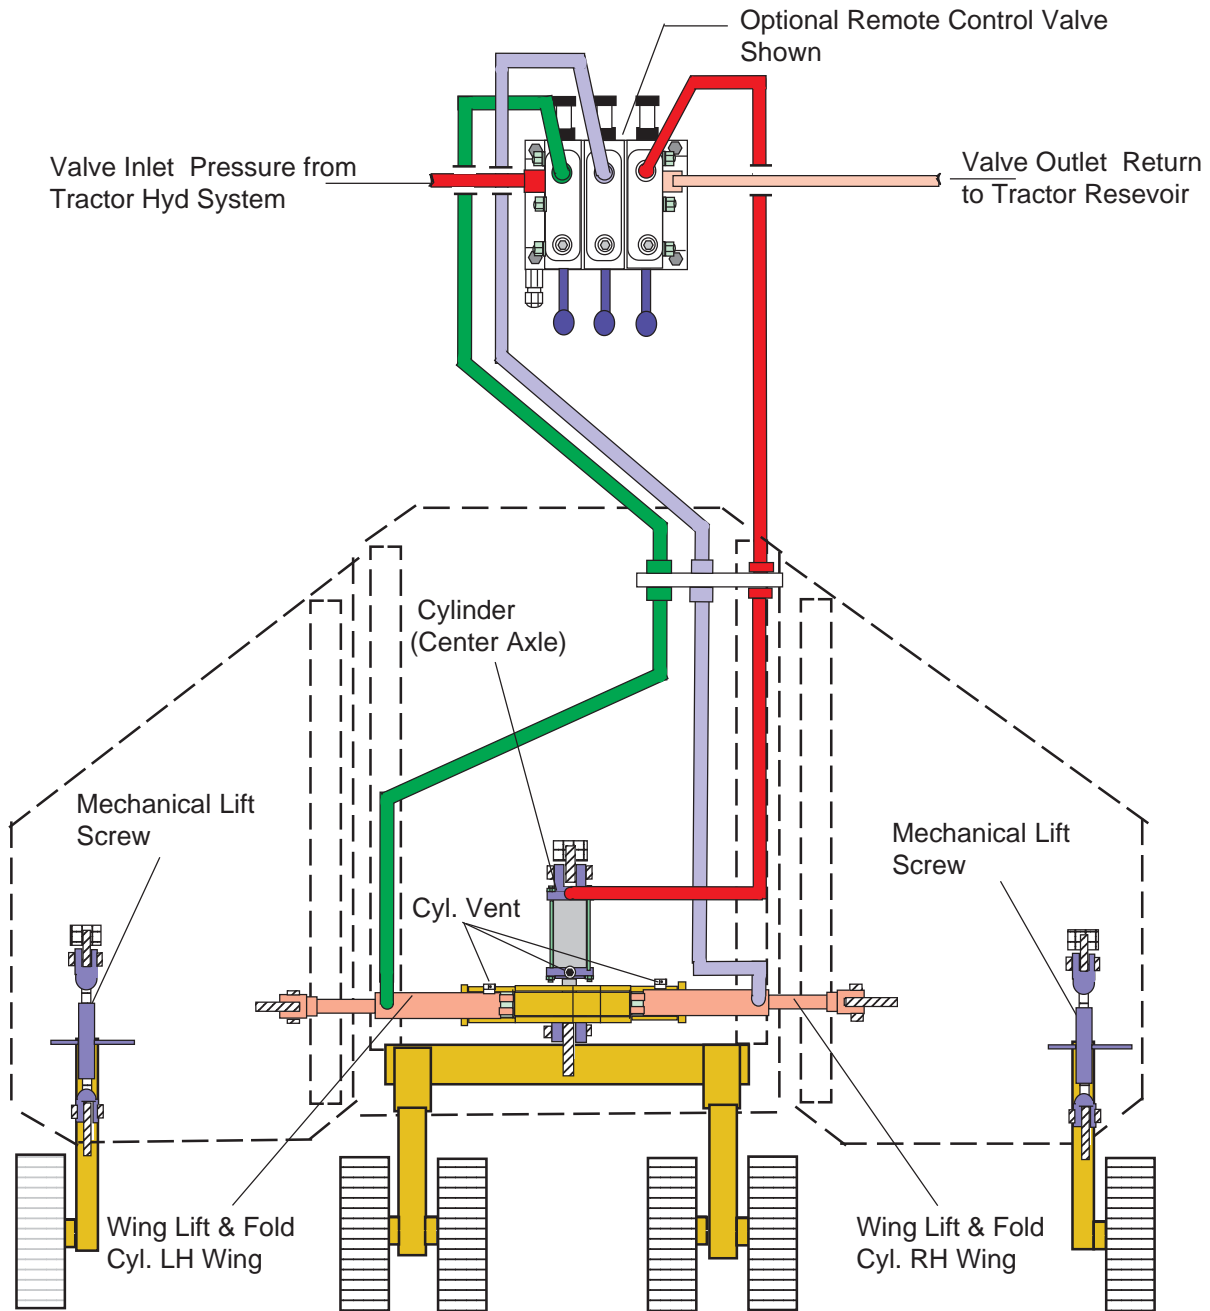 Optional Remote Control Valve
Shown
Valve Inlet Pressure from
Tractor Hyd System
Valve Outlet Return
to Tractor Resevoir
Cylinder
(Center Axle)
Mechanical Lift
Screw
Mechanical Lift
Screw
Cyl. Vent
Wing Lift & Fold
Cyl. LH Wing
Wing Lift & Fold
Cyl. RH Wing